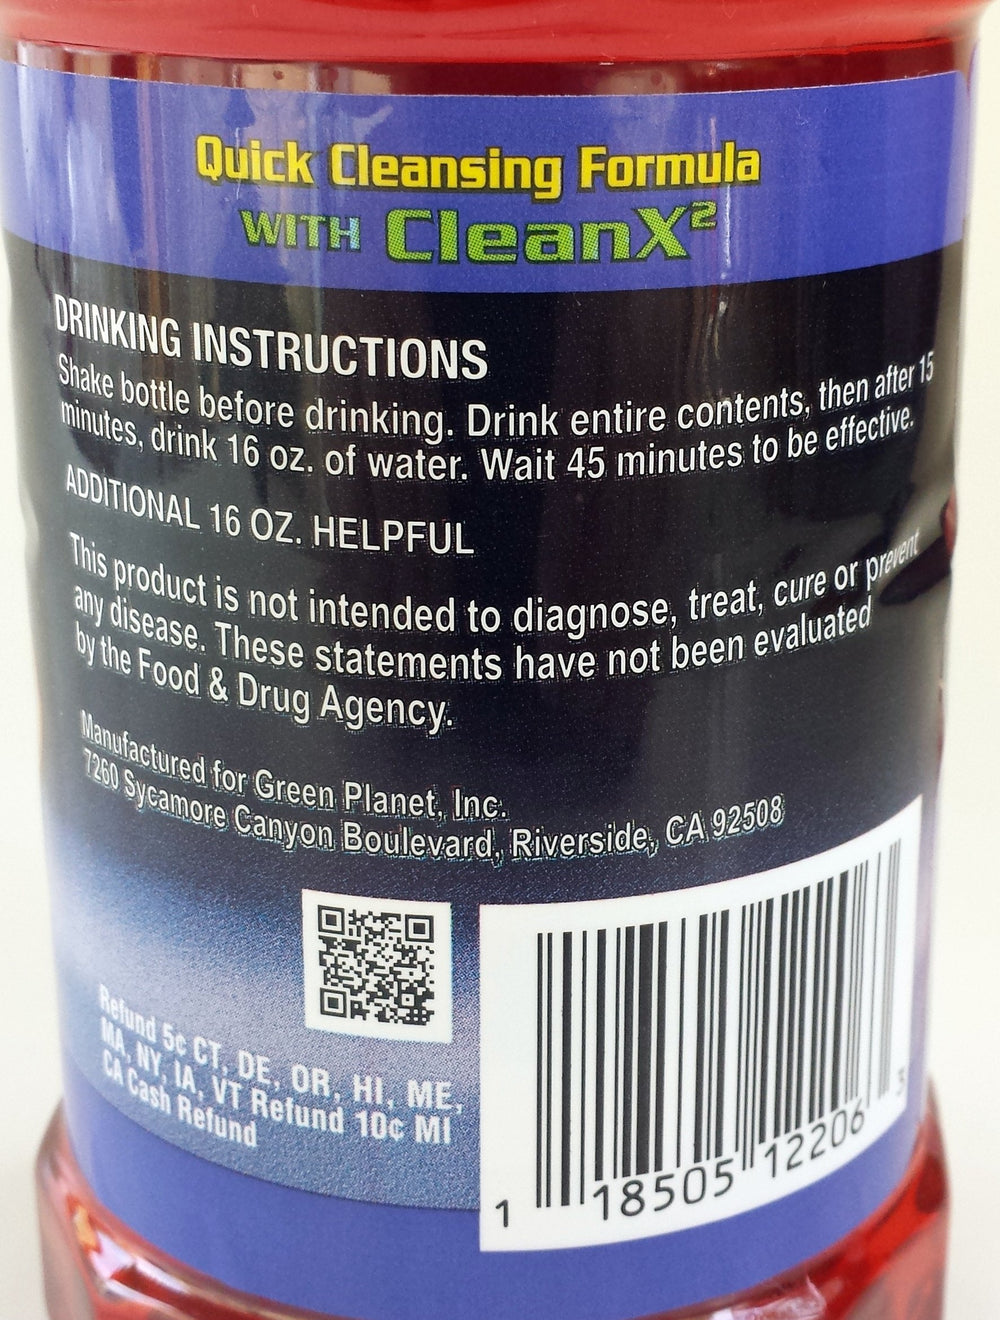 Quick Cleansing Formula
WITH CleanX²
DRINKING INSTRUCTIONS
Shake bottle before drinking. Drink entire contents, then after 15
minutes, drink 16 oz. of water. Wait 45 minutes to be effective.
ADDITIONAL 16 OZ. HELPFUL
This product is not intended to diagnose, treat, cure or prevent
any disease. These statements have not been evaluated
by the Food & Drug Agency.
Manufactured for Green Planet, Inc.
7260 Sycamore Canyon Boulevard, Riverside, CA 92508
Refund 5¢ CT, DE, OR, HI, ME,
MA, NY, IA, VT Refund 10¢ MI
CA Cash Refund
1 18505 12206 3